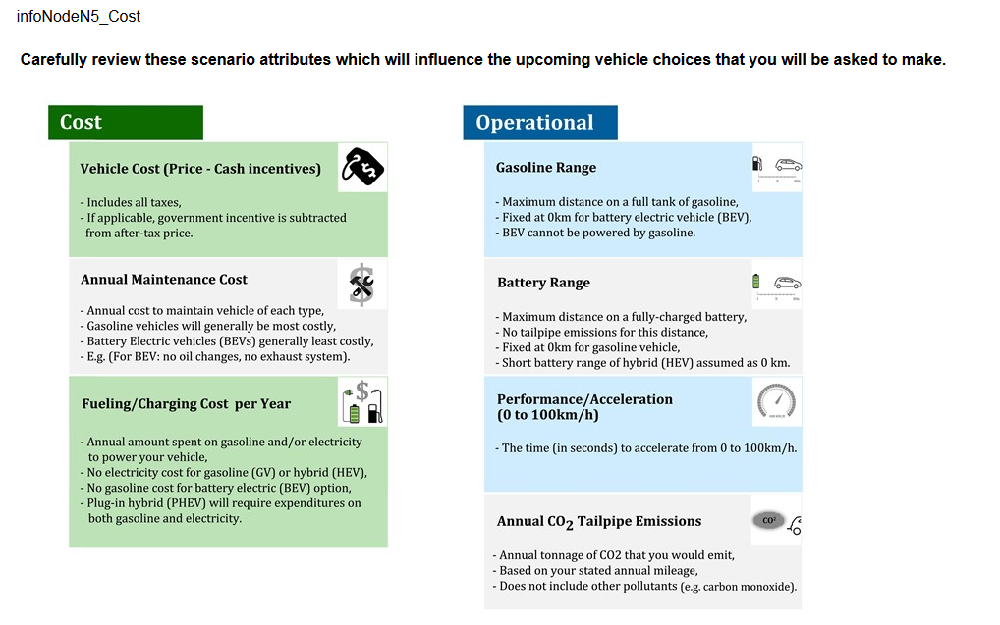 infoNodeN5_Cost
Carefully review these scenario attributes which will influence the upcoming vehicle choices that you will be asked to make.
Cost
Vehicle Cost (Price - Cash incentives)
- Includes all taxes,
- If applicable, government incentive is subtracted
from after-tax price.
Annual Maintenance Cost
- Annual cost to maintain vehicle of each type,
- Gasoline vehicles will generally be most costly,
- Battery Electric vehicles (BEVs) generally least costly,
- E.g. (For BEV: no oil changes, no exhaust system).
Fueling/Charging Cost per Year
- Annual amount spent on gasoline and/or electricity
to power your vehicle,
- No electricity cost for gasoline (GV) or hybrid (HEV),
- No gasoline cost for battery electric (BEV) option,
- Plug-in hybrid (PHEV) will require expenditures on
both gasoline and electricity.
Operational
Gasoline Range
- Maximum distance on a full tank of gasoline,
- Fixed at 0km for battery electric vehicle (BEV),
- BEV cannot be powered by gasoline.
Battery Range
- Maximum distance on a fully-charged battery,
- No tailpipe emissions for this distance,
- Fixed at 0km for gasoline vehicle,
- Short battery range of hybrid (HEV) assumed as 0 km.
Performance/Acceleration
(0 to 100km/h)
- The time (in seconds) to accelerate from 0 to 100km/h.
Annual CO2 Tailpipe Emissions
CO²
- Annual tonnage of CO2 that you would emit,
- Based on your stated annual mileage,
- Does not include other pollutants (e.g. carbon monoxide).